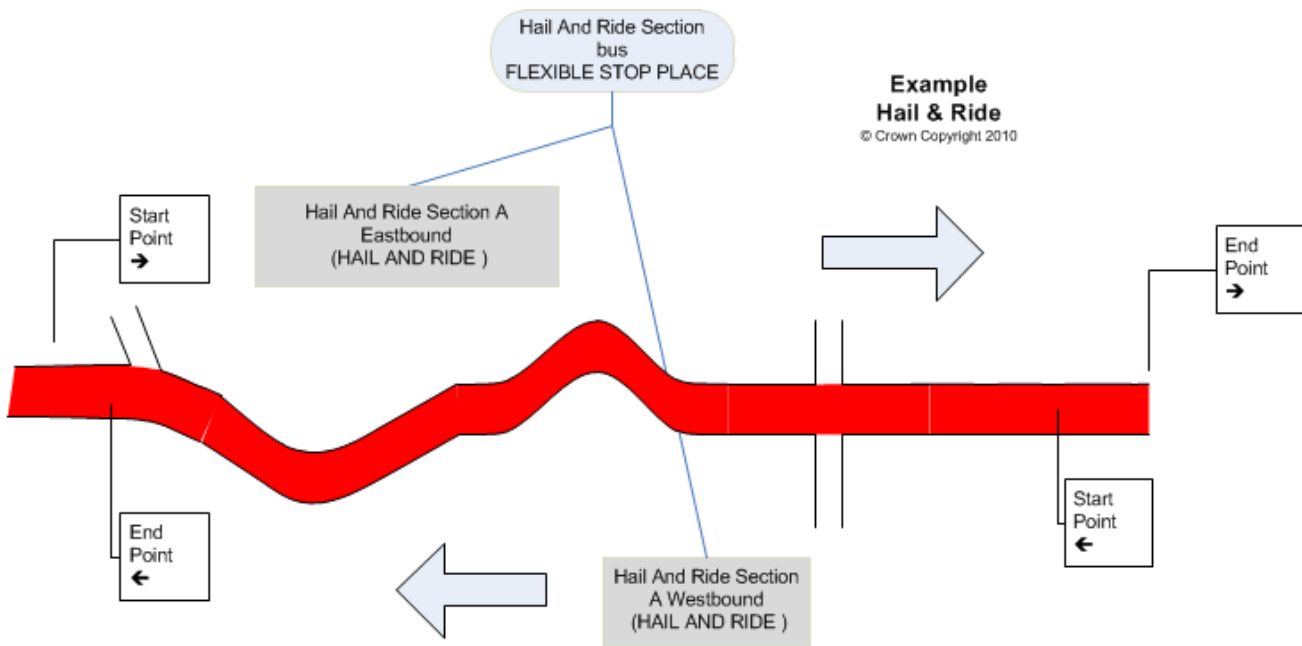 Hail And Ride Section
bus
FLEXIBLE STOP PLACE
Example
Hail & Ride
© Crown Copyright 2010
Start
Point
➔
Hail And Ride Section A
Eastbound
(HAIL AND RIDE )
End
Point
➔
End
Point
←
Start
Point
←
Hail And Ride Section
A Westbound
(HAIL AND RIDE )